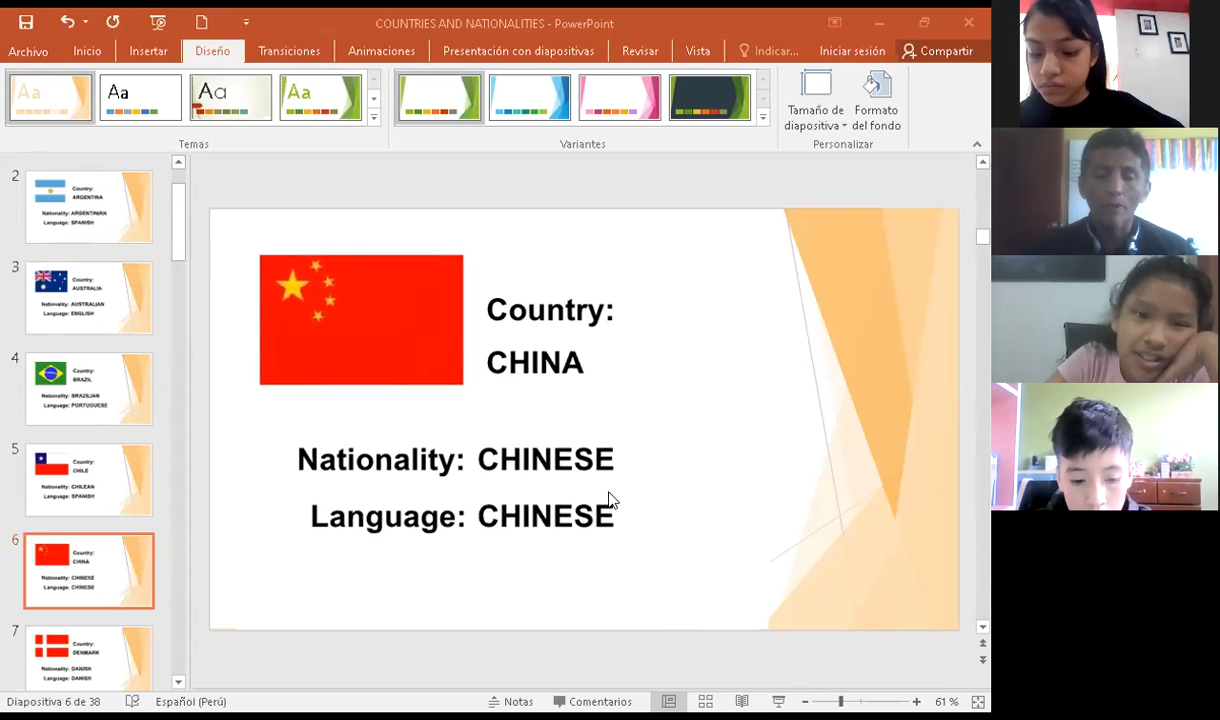 COUNTRIES AND NATIONALITIES - PowerPoint
Archivo Inicio Insertar Diseño Transiciones Animaciones Presentación con diapositivas Revisar Vista Indicar... Iniciar sesión Compartir
Aa Aa Aa Aa
Tamaño de diapositiva
Formato del fondo
Temas Variantes Personalizar
2
Country:
ARGENTINA
Nationality: ARGENTINIAN
Language: SPANISH
3
Country:
AUSTRALIA
Nationality: AUSTRALIAN
Language: ENGLISH
4
Country:
BRAZIL
Nationality: BRAZILIAN
Language: PORTUGUESE
5
Country:
CHILE
Nationality: CHILEAN
Language: SPANISH
6
Country:
CHINA
Nationality: CHINESE
Language: CHINESE
7
Country:
DENMARK
Nationality: DANISH
Language: DANISH
Country:
CHINA
Nationality: CHINESE
Language: CHINESE
Diapositiva 6 de 38 Español (Perú) Notas Comentarios 61 %